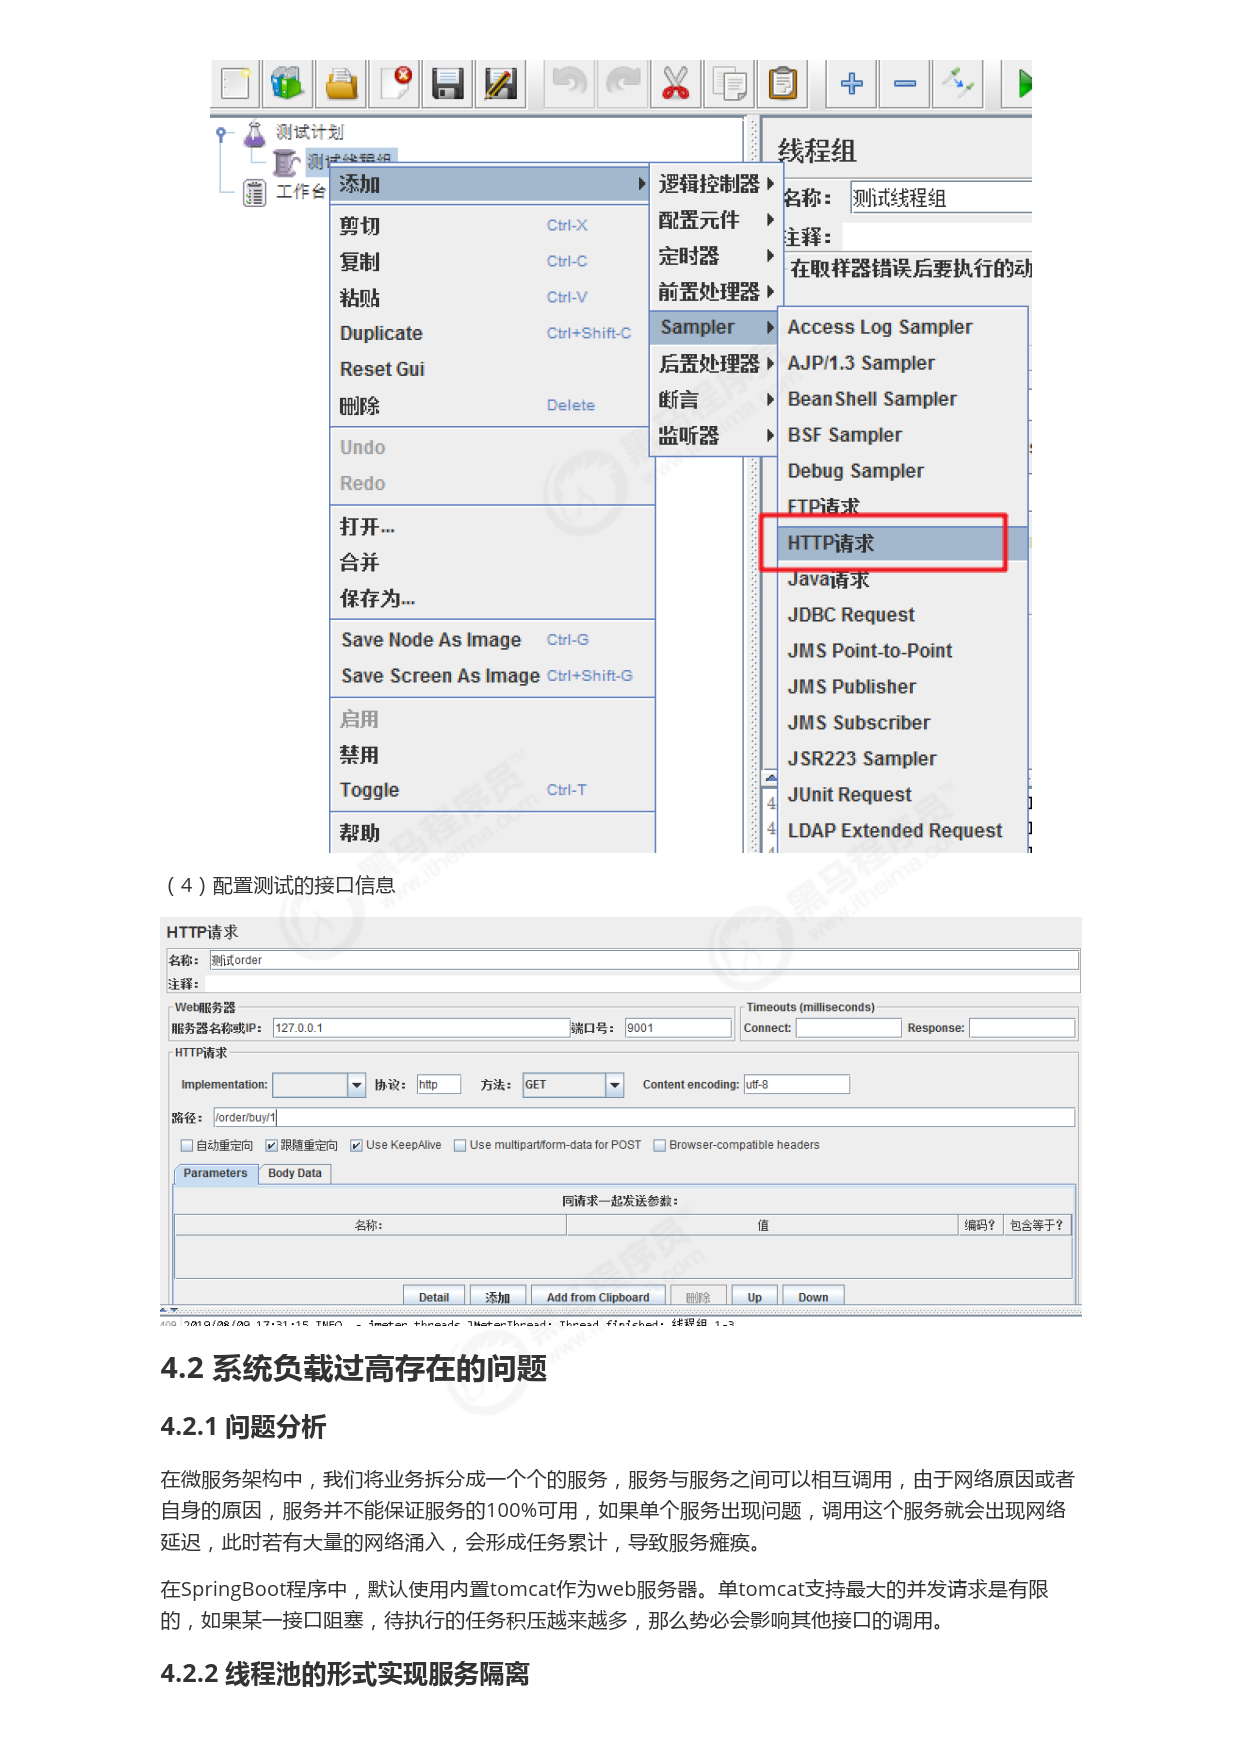 测试计划
测试线程组
工作台
线程组
名称：
测试线程组
注释：
在取样器错误后要执行的动
添加
剪切 Ctrl-X
复制 Ctrl-C
粘贴 Ctrl-V
Duplicate Ctrl+Shift-C
Reset Gui
删除 Delete
Undo
Redo
打开...
合并
保存为...
Save Node As Image Ctrl-G
Save Screen As Image Ctrl+Shift-G
启用
禁用
Toggle Ctrl-T
帮助
逻辑控制器
配置元件
定时器
前置处理器
Sampler
后置处理器
断言
监听器
Access Log Sampler
AJP/1.3 Sampler
BeanShell Sampler
BSF Sampler
Debug Sampler
FTP请求
HTTP请求
Java请求
JDBC Request
JMS Point-to-Point
JMS Publisher
JMS Subscriber
JSR223 Sampler
JUnit Request
LDAP Extended Request
（4）配置测试的接口信息
HTTP请求
名称： 测试order
注释：
Web服务器
服务器名称或IP： 127.0.0.1 端口号： 9001
Timeouts (milliseconds)
Connect: Response:
HTTP请求
Implementation: 协议： http 方法： GET Content encoding: utf-8
路径： /order/buy/1
自动重定向 跟随重定向 Use KeepAlive Use multipart/form-data for POST Browser-compatible headers
Parameters Body Data
同请求一起发送参数：
名称： 值 编码? 包含等于?
Detail 添加 Add from Clipboard 删除 Up Down
409 2019/08/09 17:31:15 INFO - jmeter.threads.JMeterThread: Thread finished: 线程组 1-3
4.2 系统负载过高存在的问题
4.2.1 问题分析
在微服务架构中，我们将业务拆分成一个个的服务，服务与服务之间可以相互调用，由于网络原因或者
自身的原因，服务并不能保证服务的100%可用，如果单个服务出现问题，调用这个服务就会出现网络
延迟，此时若有大量的网络涌入，会形成任务累计，导致服务瘫痪。
在SpringBoot程序中，默认使用内置tomcat作为web服务器。单tomcat支持最大的并发请求是有限
的，如果某一接口阻塞，待执行的任务积压越来越多，那么势必会影响其他接口的调用。
4.2.2 线程池的形式实现服务隔离
黑马程序员
www.itheima.com